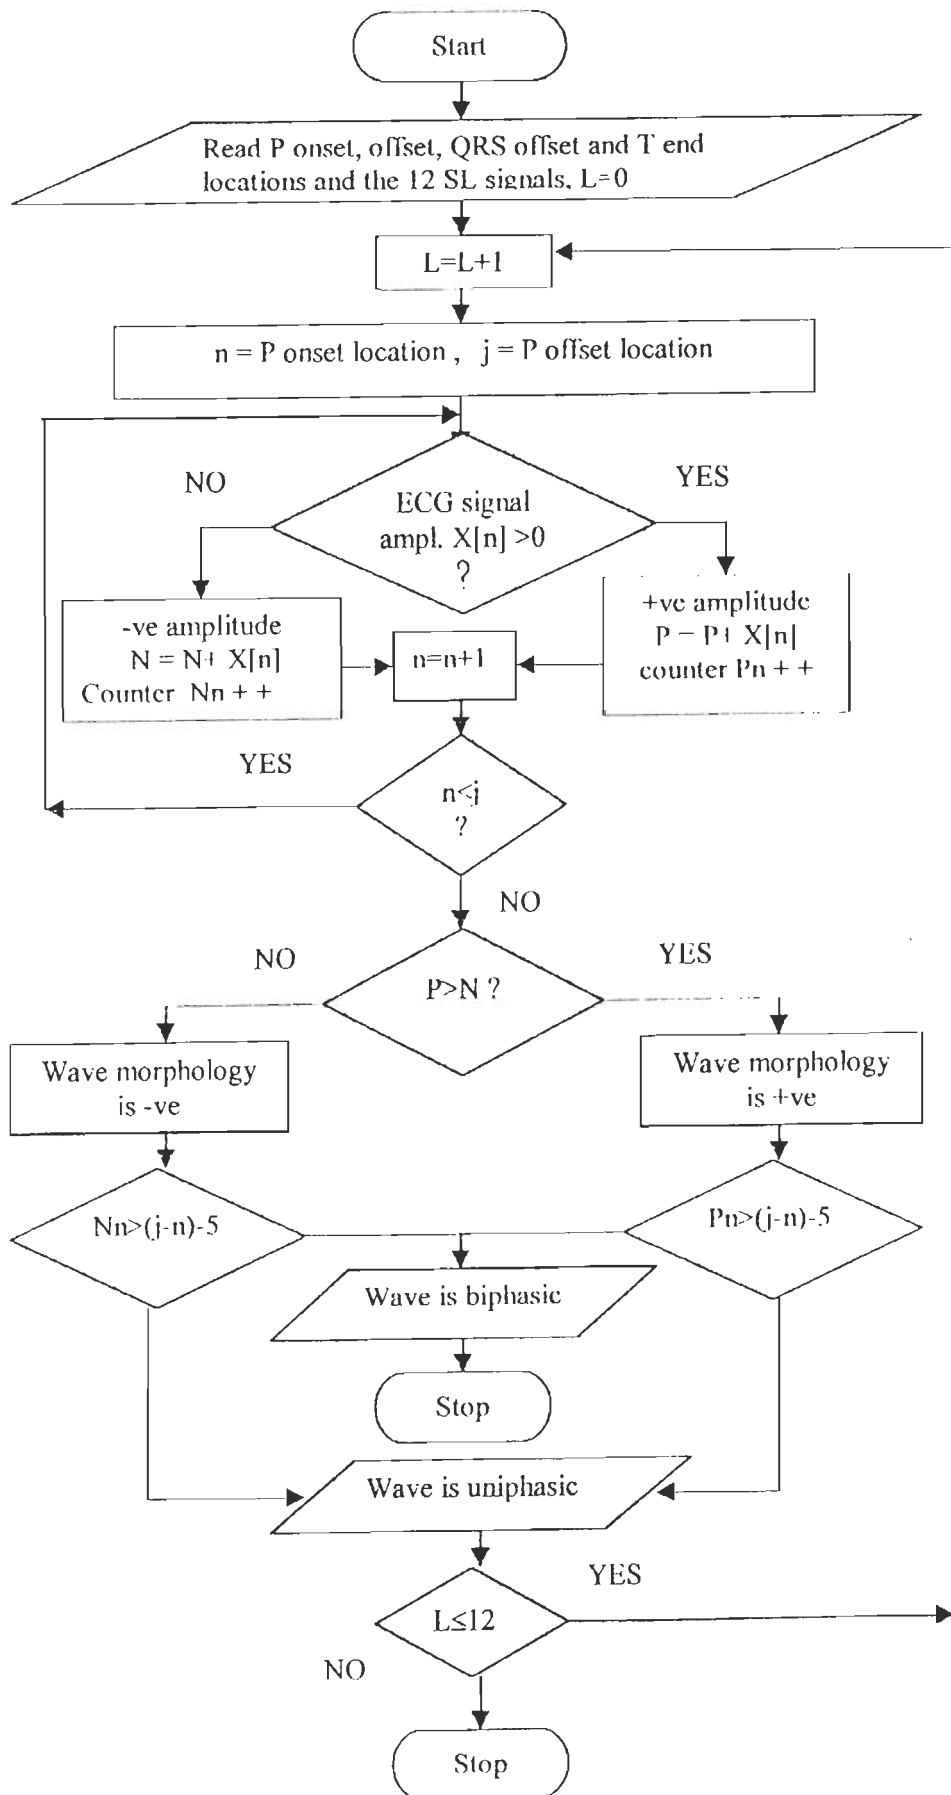 Start
Read P onset, offset, QRS offset and T end
locations and the 12 SL signals, L=0
L=L+1
n = P onset location , j = P offset location
NO
YES
ECG signal
ampl. X[n] >0
?
-ve amplitude
N = N+ X[n]
Counter Nn + +
n=n+1
+ve amplitude
P = P+ X[n]
counter Pn + +
YES
n<j
?
NO
NO
YES
P>N ?
Wave morphology
is -ve
Wave morphology
is +ve
Nn>(j-n)-5
Pn>(j-n)-5
Wave is biphasic
Stop
Wave is uniphasic
YES
L≤12
NO
Stop